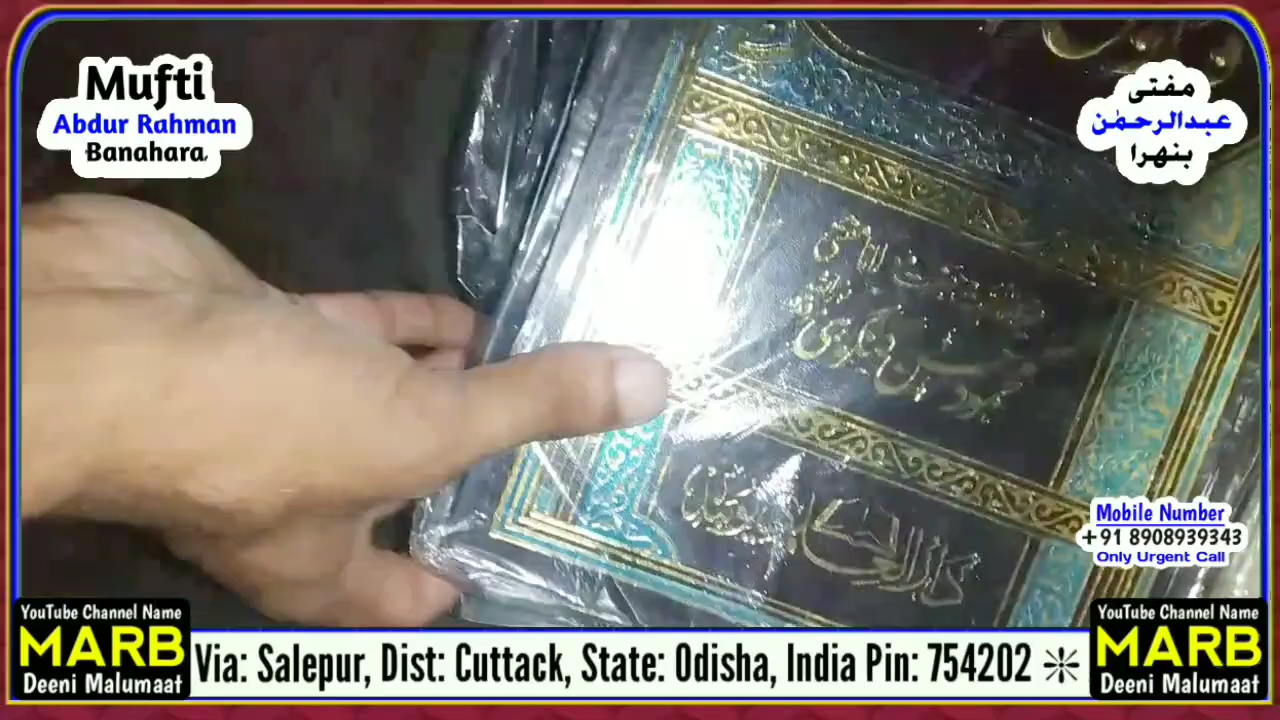 Mufti
Abdur Rahman
Banahara
مفتی
عبدالرحمٰن
بنهرا
Mobile Number
+91 8908939343
Only Urgent Call
YouTube Channel Name
MARB
Deeni Malumaat
Via: Salepur, Dist: Cuttack, State: Odisha, India Pin: 754202
YouTube Channel Name
MARB
Deeni Malumaat